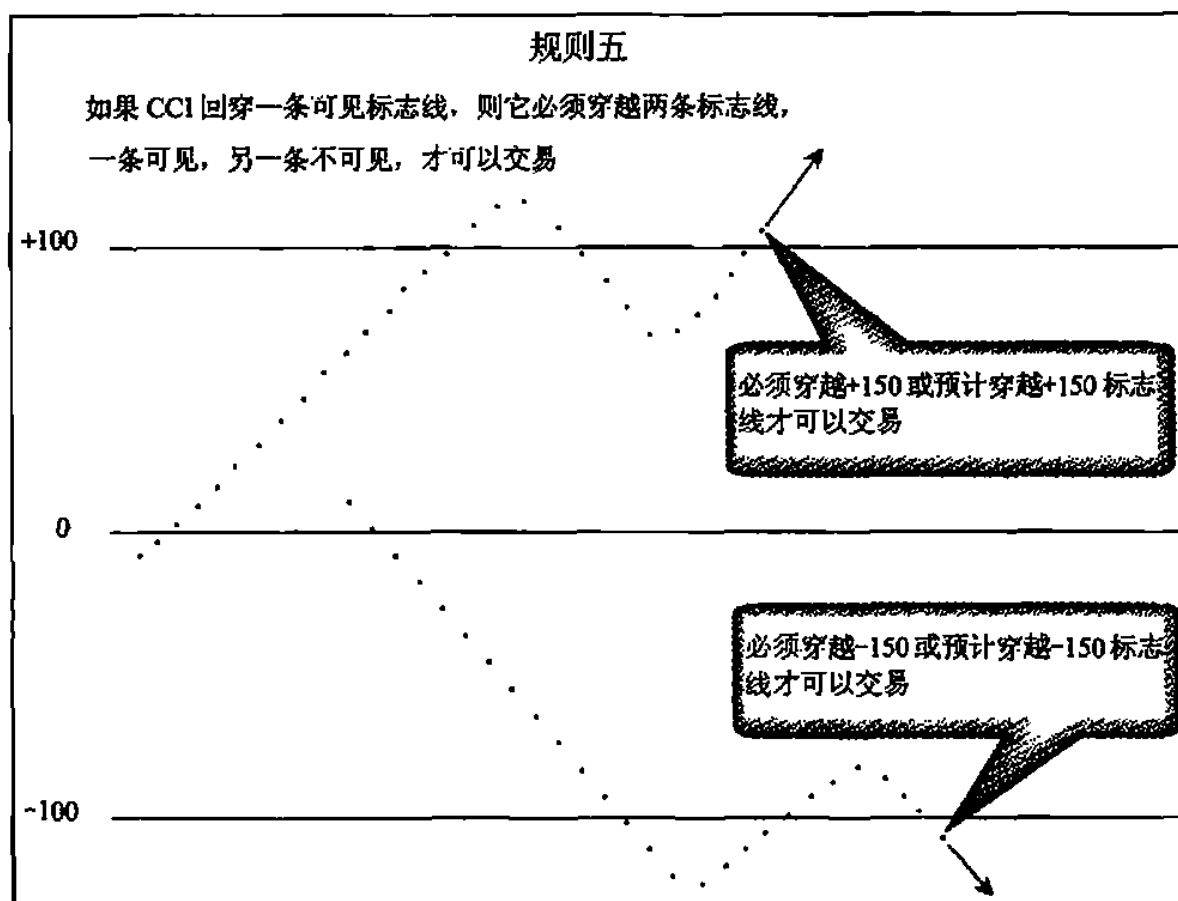 规则五
如果 CC1 回穿一条可见标志线，则它必须穿越两条标志线，
一条可见，另一条不可见，才可以交易
+100
必须穿越+150 或预计穿越+150 标志
线才可以交易
0
必须穿越-150 或预计穿越-150 标志
线才可以交易
-100